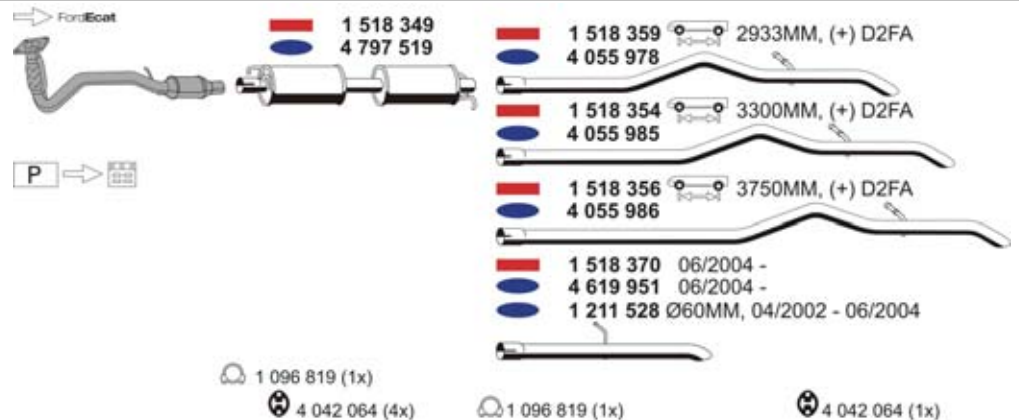 FordEcat
1 518 349
4 797 519
1 518 359 2933MM, (+) D2FA
4 055 978
1 518 354 3300MM, (+) D2FA
4 055 985
P
1 518 356 3750MM, (+) D2FA
4 055 986
1 518 370 06/2004 -
4 619 951 06/2004 -
1 211 528 Ø60MM, 04/2002 - 06/2004
1 096 819 (1x)
4 042 064 (4x)
1 096 819 (1x)
4 042 064 (1x)